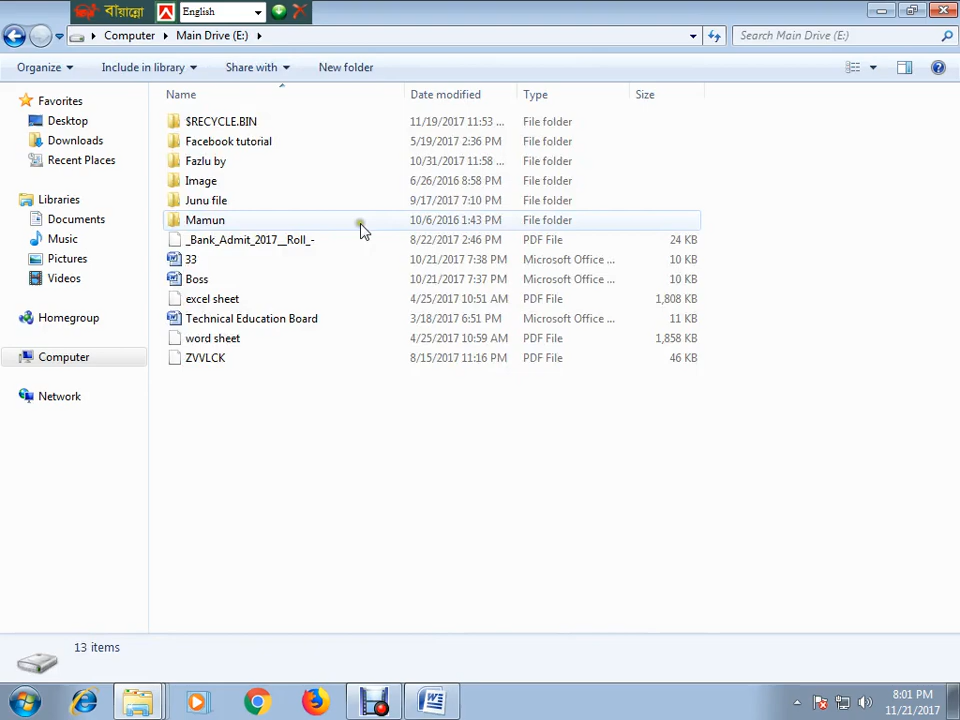 বায়ান্নো English
Computer Main Drive (E:) Search Main Drive (E:)
Organize Include in library Share with New folder
Name Date modified Type Size
Favorites
Desktop
Downloads
Recent Places
Libraries
Documents
Music
Pictures
Videos
Homegroup
Computer
Network
$RECYCLE.BIN 11/19/2017 11:53 ... File folder
Facebook tutorial 5/19/2017 2:36 PM File folder
Fazlu by 10/31/2017 11:58 ... File folder
Image 6/26/2016 8:58 PM File folder
Junu file 9/17/2017 7:10 PM File folder
Mamun 10/6/2016 1:43 PM File folder
_Bank_Admit_2017__Roll_- 8/22/2017 2:46 PM PDF File 24 KB
33 10/21/2017 7:38 PM Microsoft Office ... 10 KB
Boss 10/21/2017 7:37 PM Microsoft Office ... 10 KB
excel sheet 4/25/2017 10:51 AM PDF File 1,808 KB
Technical Education Board 3/18/2017 6:51 PM Microsoft Office ... 11 KB
word sheet 4/25/2017 10:59 AM PDF File 1,858 KB
ZVVLCK 8/15/2017 11:16 PM PDF File 46 KB
13 items
8:01 PM
11/21/2017